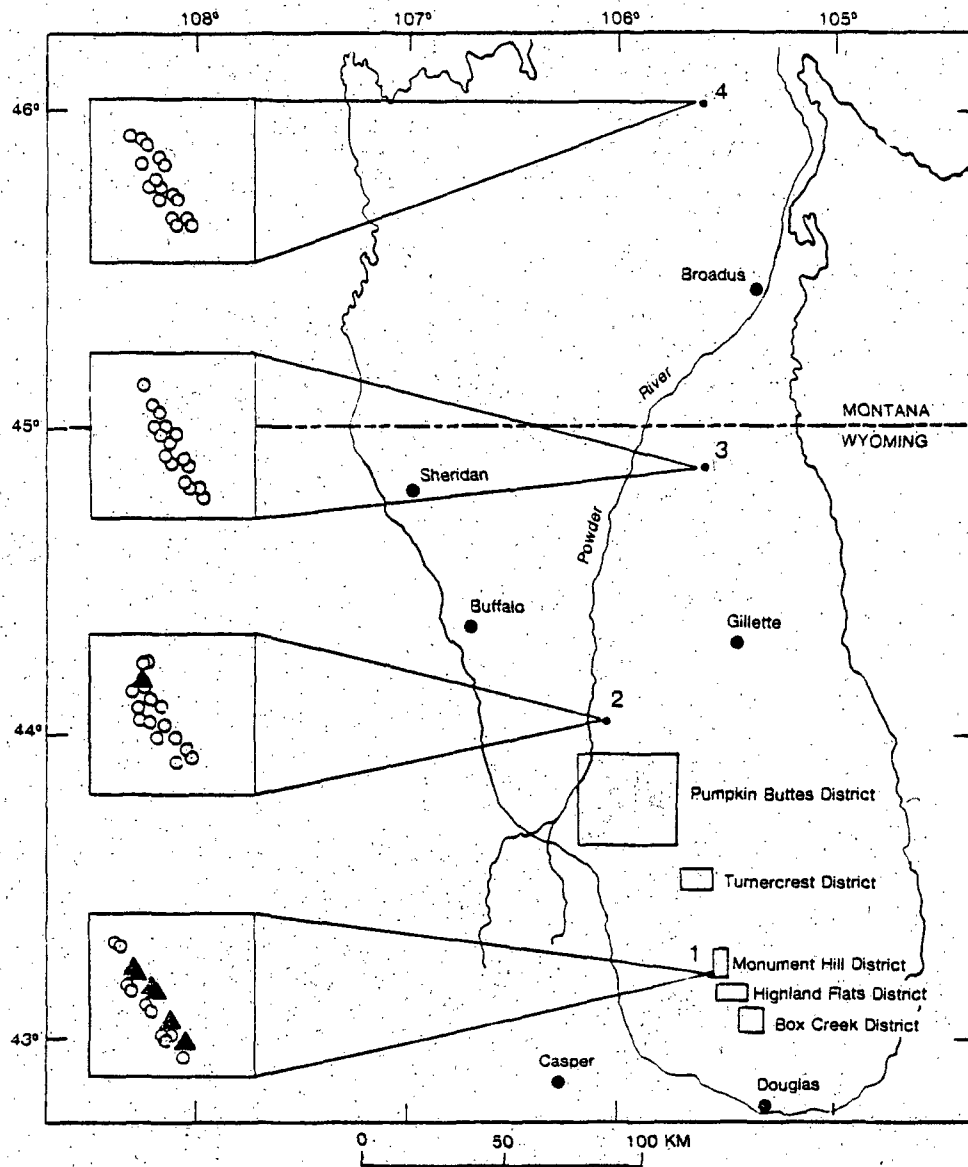 108° 107° 106° 105°
46°
4
Broadus
River
MONTANA
45°
WYOMING
3
Sheridan
Powder
Buffalo
Gillette
2
44°
Pumpkin Buttes District
Turnercrest District
1
Monument Hill District
Highland Flats District
Box Creek District
43°
Casper
Douglas
0 50 100 KM